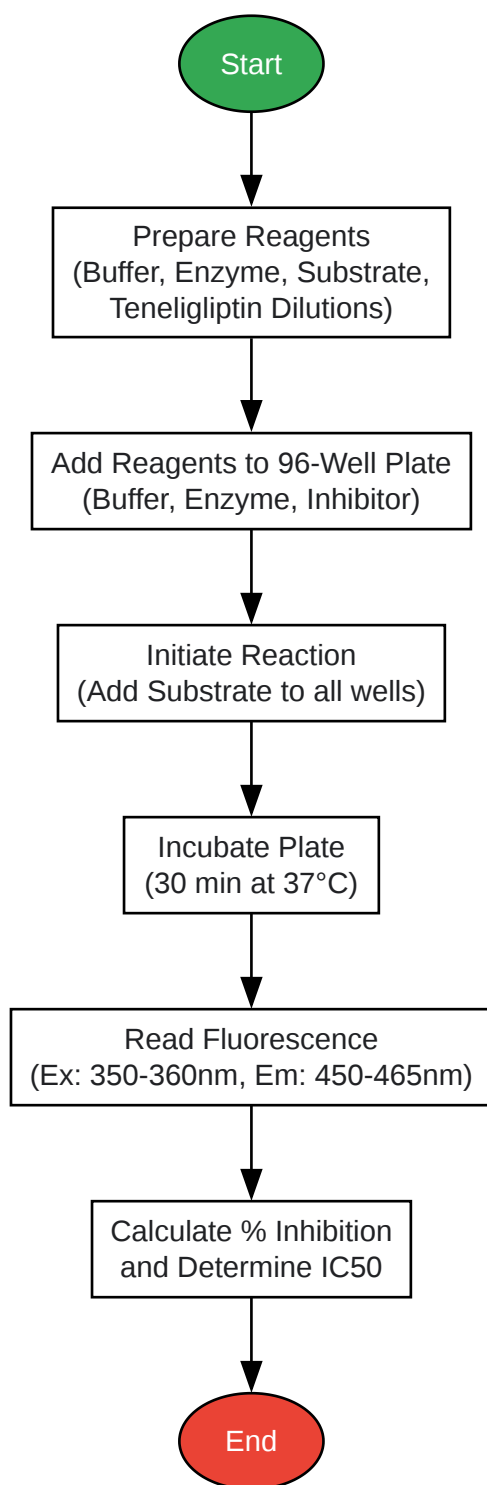 Start
Prepare Reagents
(Buffer, Enzyme, Substrate,
Teneligliptin Dilutions)
Add Reagents to 96-Well Plate
(Buffer, Enzyme, Inhibitor)
Initiate Reaction
(Add Substrate to all wells)
Incubate Plate
(30 min at 37°C)
Read Fluorescence
(Ex: 350-360nm, Em: 450-465nm)
Calculate % Inhibition
and Determine IC50
End